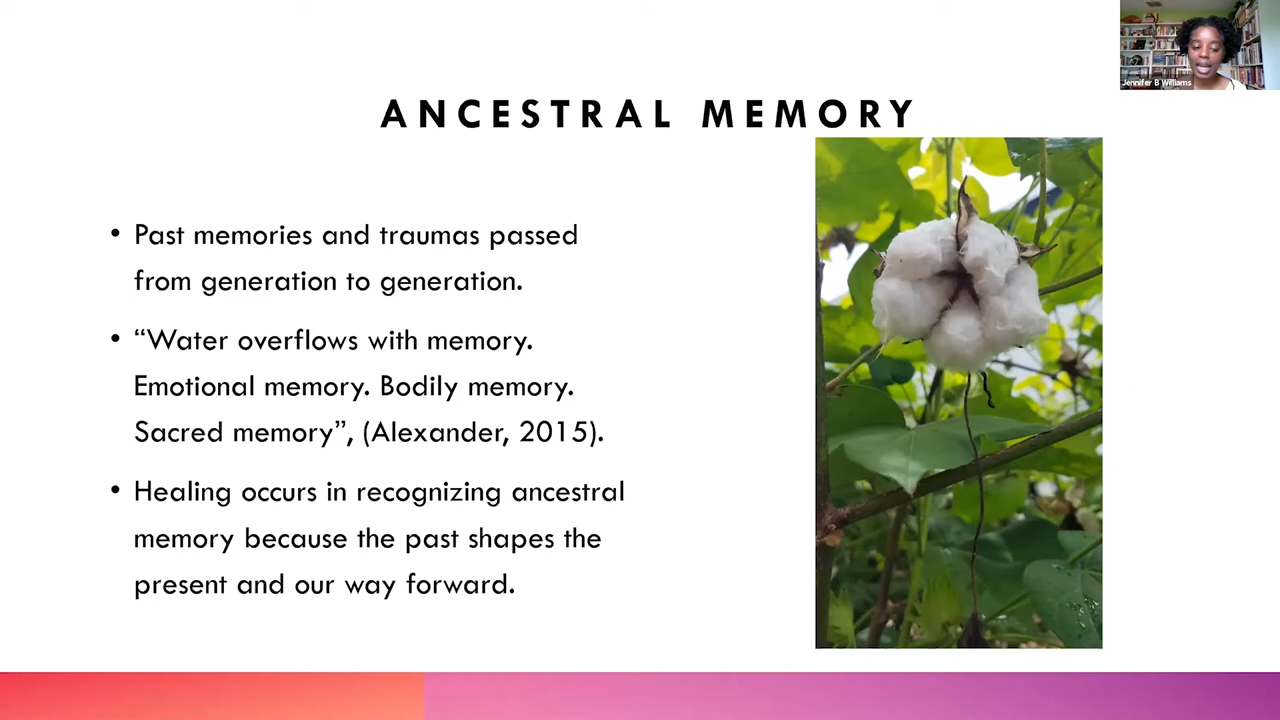 Jennifer B Williams
ANCESTRAL MEMORY
• Past memories and traumas passed
from generation to generation.
• “Water overflows with memory.
Emotional memory. Bodily memory.
Sacred memory”, (Alexander, 2015).
• Healing occurs in recognizing ancestral
memory because the past shapes the
present and our way forward.